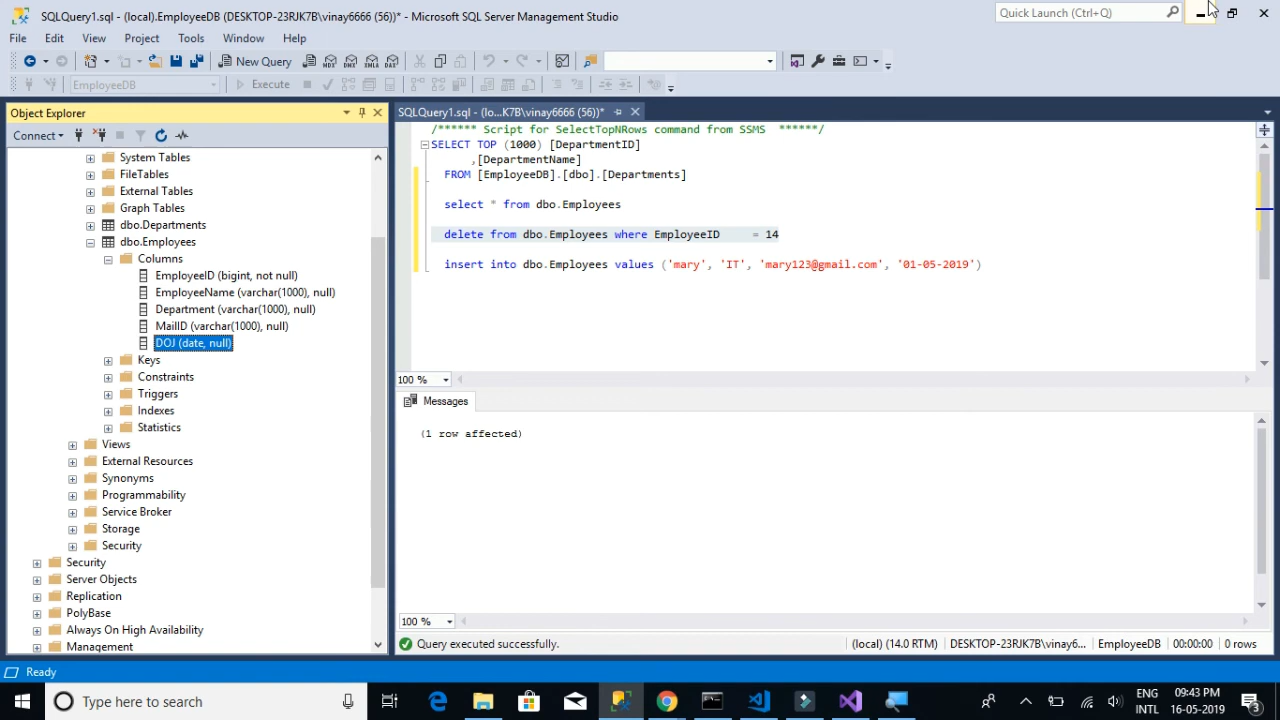 SQLQuery1.sql - (local).EmployeeDB (DESKTOP-23RJK7B\vinay6666 (56))* - Microsoft SQL Server Management Studio
Quick Launch (Ctrl+Q)
File Edit View Project Tools Window Help
New Query
MDX DMX XMLA DAX
EmployeeDB
Execute
Object Explorer
SQLQuery1.sql - (lo...K7B\vinay6666 (56))*
Connect
System Tables
FileTables
External Tables
Graph Tables
dbo.Departments
dbo.Employees
Columns
EmployeeID (bigint, not null)
EmployeeName (varchar(1000), null)
Department (varchar(1000), null)
MailID (varchar(1000), null)
DOJ (date, null)
Keys
Constraints
Triggers
Indexes
Statistics
Views
External Resources
Synonyms
Programmability
Service Broker
Storage
Security
Security
Server Objects
Replication
PolyBase
Always On High Availability
Management
/****** Script for SelectTopNRows command from SSMS ******/
SELECT TOP (1000) [DepartmentID]
,[DepartmentName]
FROM [EmployeeDB].[dbo].[Departments]
select * from dbo.Employees
delete from dbo.Employees where EmployeeID = 14
insert into dbo.Employees values ('mary', 'IT', 'mary123@gmail.com', '01-05-2019')
100 %
Messages
(1 row affected)
100 %
Query executed successfully.
(local) (14.0 RTM)
DESKTOP-23RJK7B\vinay6...
EmployeeDB
00:00:00
0 rows
Ready
Type here to search
ENG
INTL
09:43 PM
16-05-2019
3